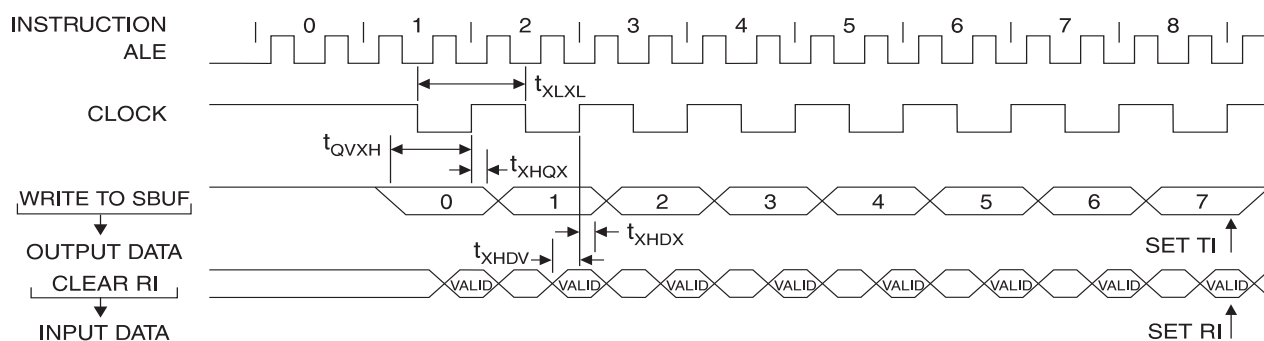 INSTRUCTION 0 1 2 3 4 5 6 7 8
ALE
tXLXL
CLOCK
tQVXH
tXHQX
WRITE TO SBUF 0 1 2 3 4 5 6 7
tXHDX
OUTPUT DATA SET TI
tXHDV
CLEAR RI VALID VALID VALID VALID VALID VALID VALID VALID
INPUT DATA SET RI